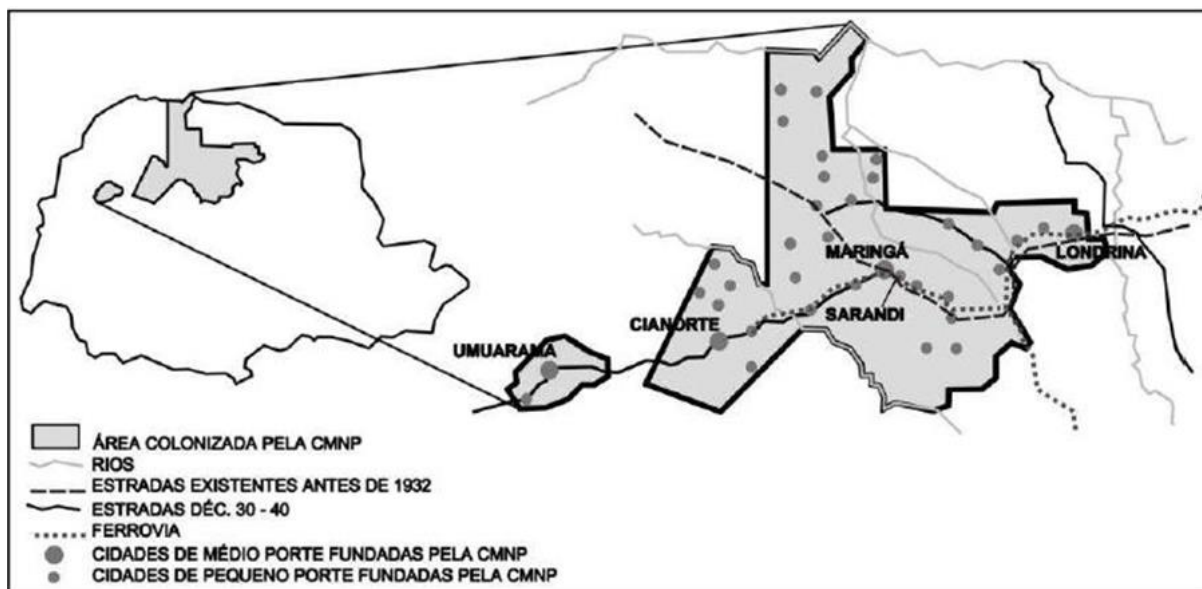 MARINGÁ
LONDRINA
SARANDI
CIANORTE
UMUARAMA
ÁREA COLONIZADA PELA CMNP
RIOS
ESTRADAS EXISTENTES ANTES DE 1932
ESTRADAS DÉC. 30 - 40
FERROVIA
CIDADES DE MÉDIO PORTE FUNDADAS PELA CMNP
CIDADES DE PEQUENO PORTE FUNDADAS PELA CMNP